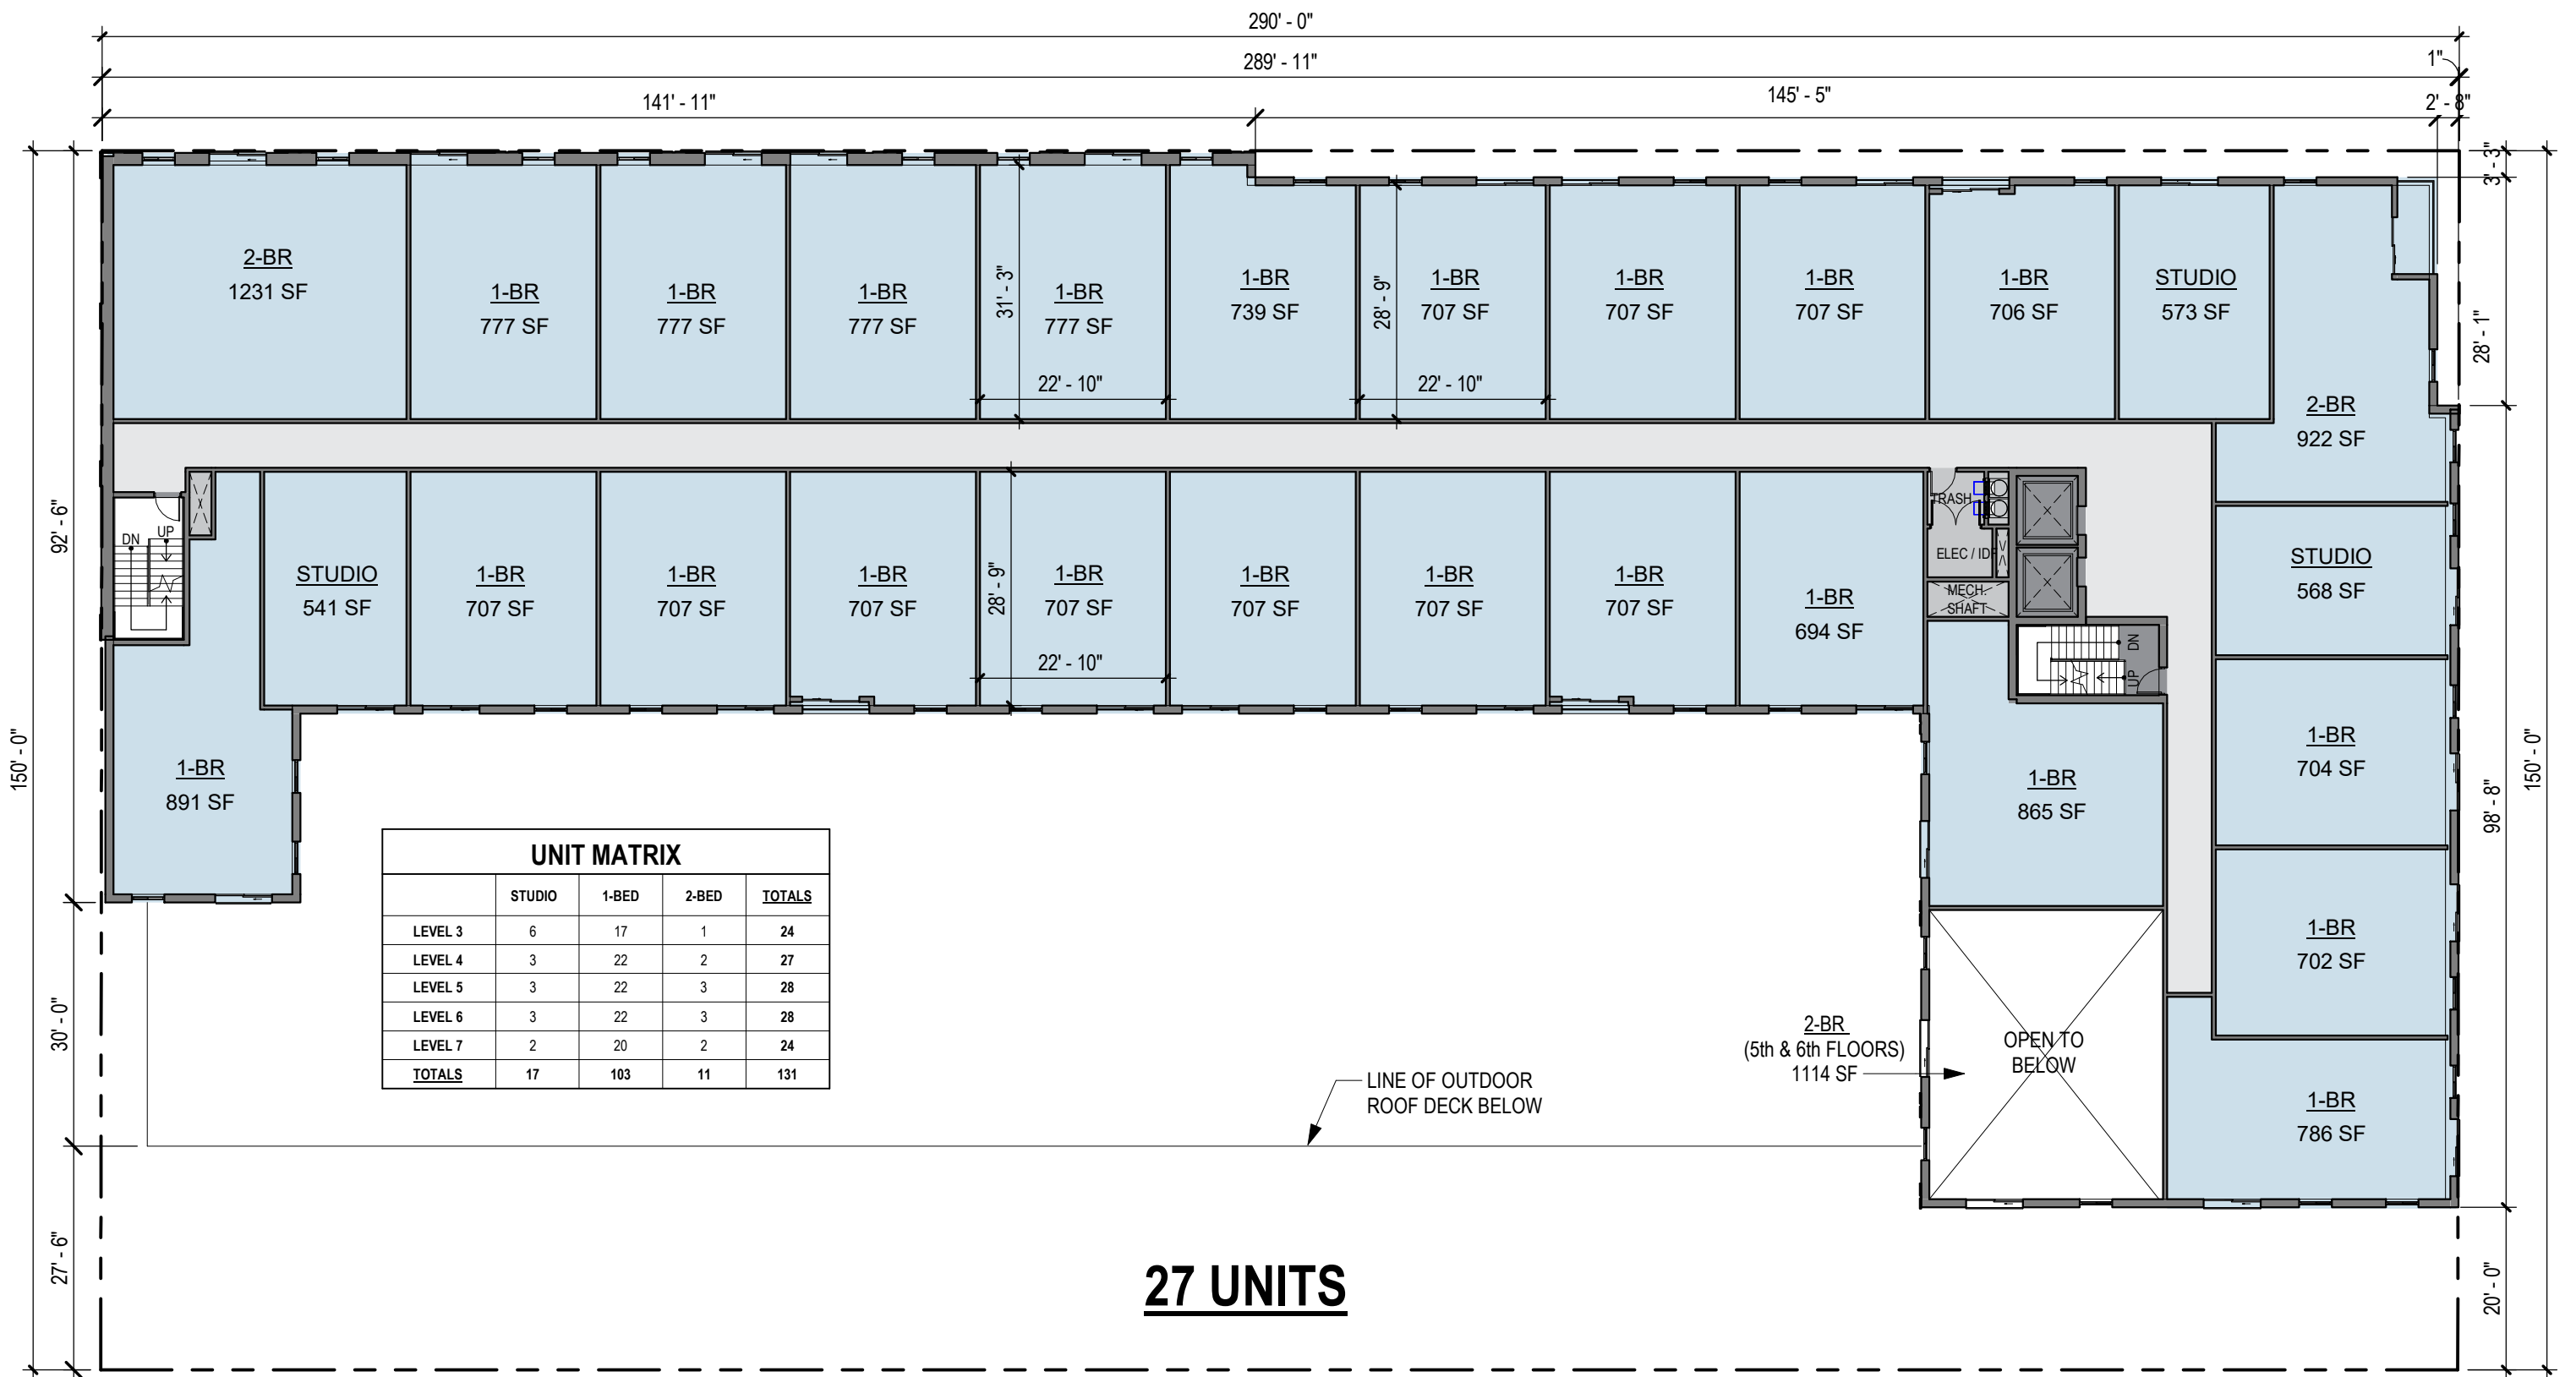 290' - 0"
289' - 11"
1"
141' - 11"
145' - 5"
2' - 8"
3' - 3"
2-BR
1231 SF
1-BR
777 SF
1-BR
777 SF
1-BR
777 SF
31' - 3"
1-BR
777 SF
1-BR
739 SF
28' - 9"
1-BR
707 SF
1-BR
707 SF
1-BR
707 SF
1-BR
706 SF
STUDIO
573 SF
28' - 1"
22' - 10"
22' - 10"
2-BR
922 SF
92' - 6"
DN
UP
TRASH
ELEC / IDF
MECH.
SHAFT
STUDIO
541 SF
1-BR
707 SF
1-BR
707 SF
1-BR
707 SF
28' - 9"
1-BR
707 SF
22' - 10"
1-BR
707 SF
1-BR
707 SF
1-BR
707 SF
1-BR
694 SF
STUDIO
568 SF
DN
UP
150' - 0"
1-BR
891 SF
1-BR
865 SF
1-BR
704 SF
98' - 8"
150' - 0"
1-BR
702 SF
UNIT MATRIX
STUDIO 1-BED 2-BED TOTALS
LEVEL 3 6 17 1 24
LEVEL 4 3 22 2 27
LEVEL 5 3 22 3 28
LEVEL 6 3 22 3 28
LEVEL 7 2 20 2 24
TOTALS 17 103 11 131
30' - 0"
2-BR
(5th & 6th FLOORS)
1114 SF
OPEN TO
BELOW
LINE OF OUTDOOR
ROOF DECK BELOW
1-BR
786 SF
27' - 6"
27 UNITS
20' - 0"